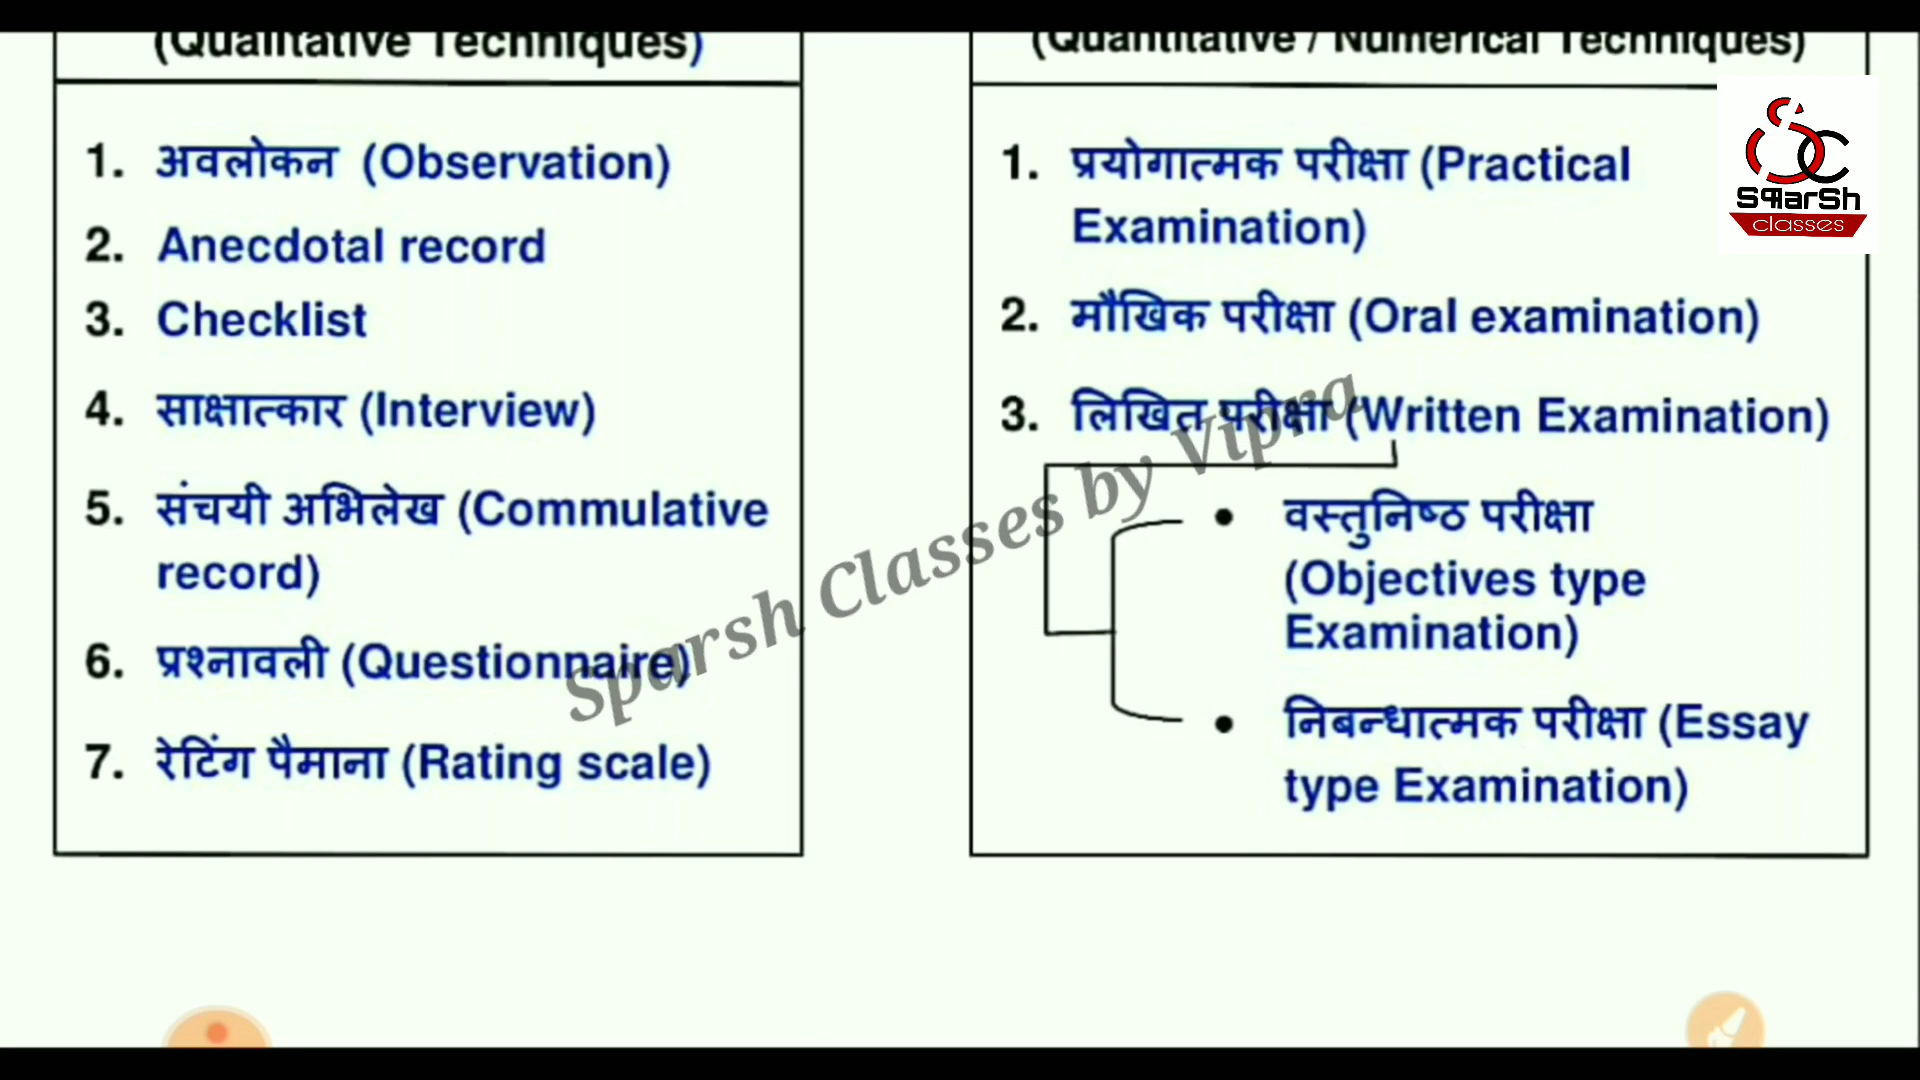 (Qualitative Techniques)
1. अवलोकन (Observation)
2. Anecdotal record
3. Checklist
4. साक्षात्कार (Interview)
5. संचयी अभिलेख (Commulative
record)
6. प्रश्नावली (Questionnaire)
7. रेटिंग पैमाना (Rating scale)
(Quantitative / Numerical Techniques)
1. प्रयोगात्मक परीक्षा (Practical
Examination)
2. मौखिक परीक्षा (Oral examination)
3. लिखित परीक्षा (Written Examination)
• वस्तुनिष्ठ परीक्षा
(Objectives type
Examination)
• निबन्धात्मक परीक्षा (Essay
type Examination)
Sparsh Classes by Vipra
SC
SपarSh
classes